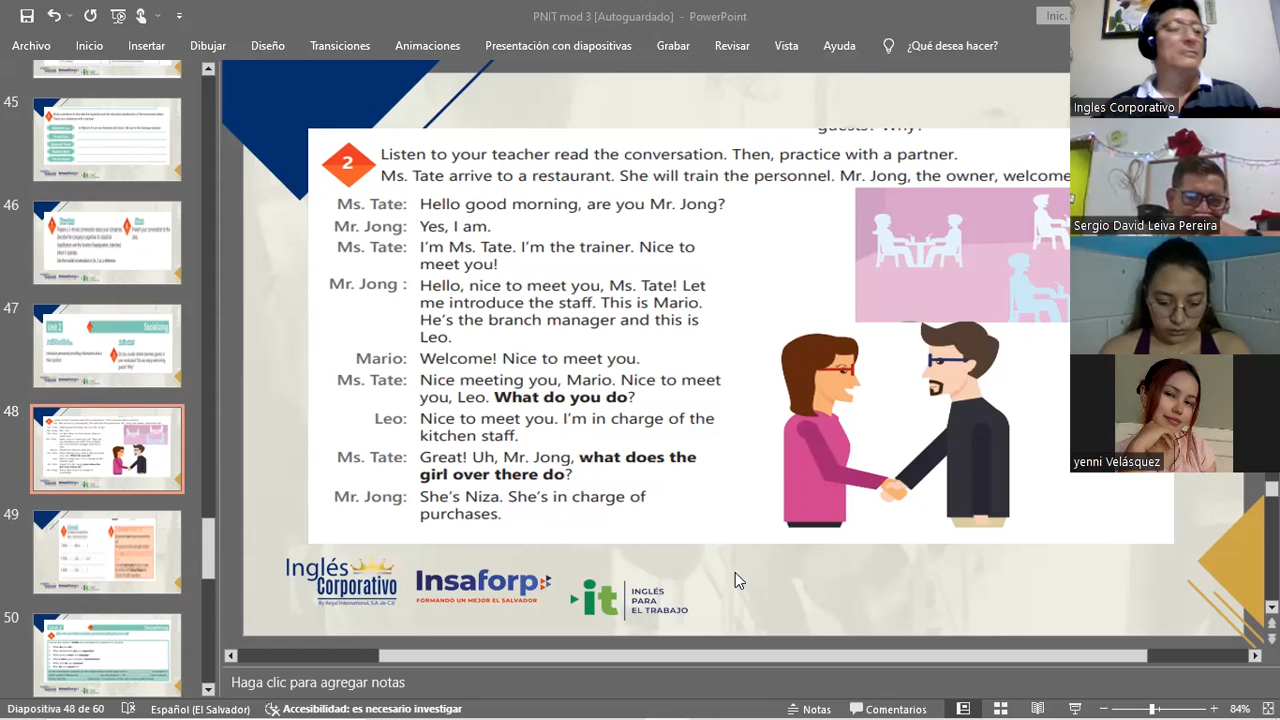 PNIT mod 3 [Autoguardado] - PowerPoint
Inic.
Archivo Inicio Insertar Dibujar Diseño Transiciones Animaciones Presentación con diapositivas Grabar Revisar Vista Ayuda ¿Qué desea hacer?
45
46
47
Unit 2 Socializing
48
49
50
guests? Why?
2 Listen to your teacher read the conversation. Then, practice with a partner.
Ms. Tate arrive to a restaurant. She will train the personnel. Mr. Jong, the owner, welcome
Ms. Tate: Hello good morning, are you Mr. Jong?
Mr. Jong: Yes, I am.
Ms. Tate: I'm Ms. Tate. I'm the trainer. Nice to
meet you!
Mr. Jong : Hello, nice to meet you, Ms. Tate! Let
me introduce the staff. This is Mario.
He's the branch manager and this is
Leo.
Mario: Welcome! Nice to meet you.
Ms. Tate: Nice meeting you, Mario. Nice to meet
you, Leo. What do you do?
Leo: Nice to meet you. I'm in charge of the
kitchen staff.
Tate: Great! Uhm, Mr. Jong, what does the
girl over there do?
Mr. Jong: She's Niza. She's in charge of
purchases.
Inglés
Corporativo
By Regal International, S.A. de C.V.
Insaforp
FORMANDO UN MEJOR EL SALVADOR
it INGLÉS
PARA
EL TRABAJO
Ingles Corporativo
Sergio David Leiva Pereira
yenni Velásquez
Haga clic para agregar notas
Diapositiva 48 de 60 Español (El Salvador) Accesibilidad: es necesario investigar Notas Comentarios 84%